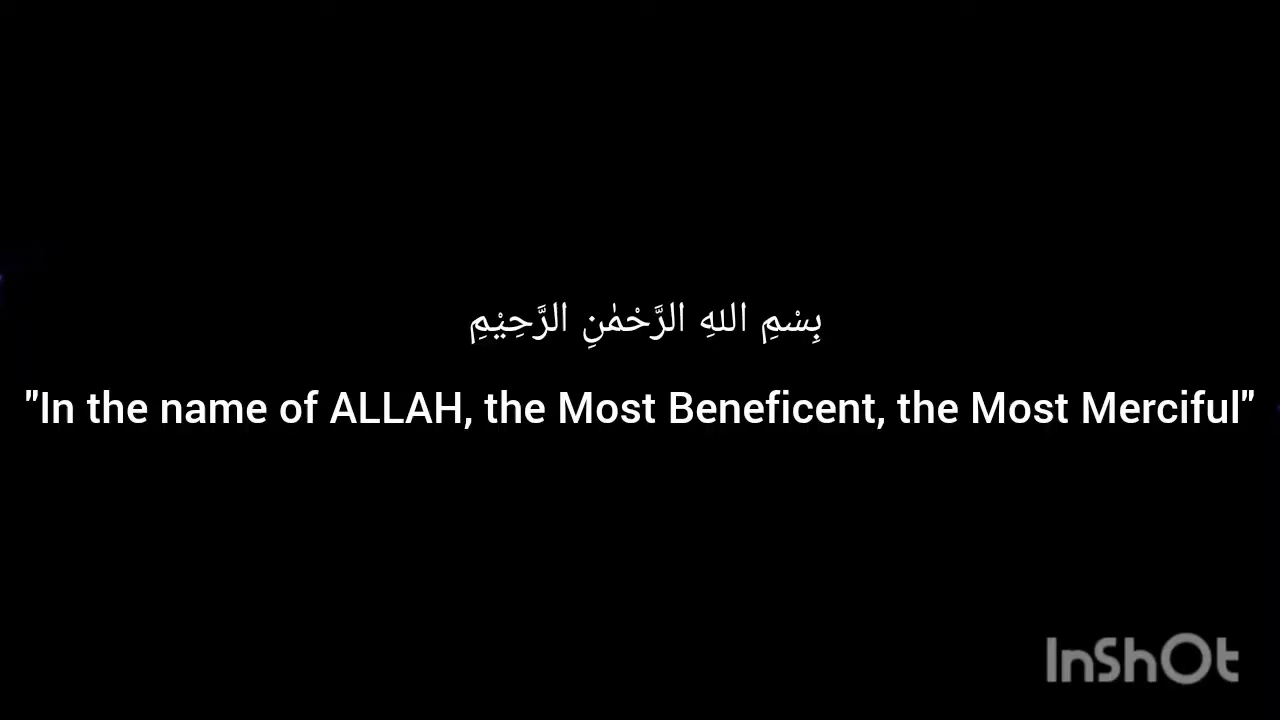 بِسْمِ اللهِ الرَّحْمٰنِ الرَّحِيْمِ
"In the name of ALLAH, the Most Beneficent, the Most Merciful"
InShOt